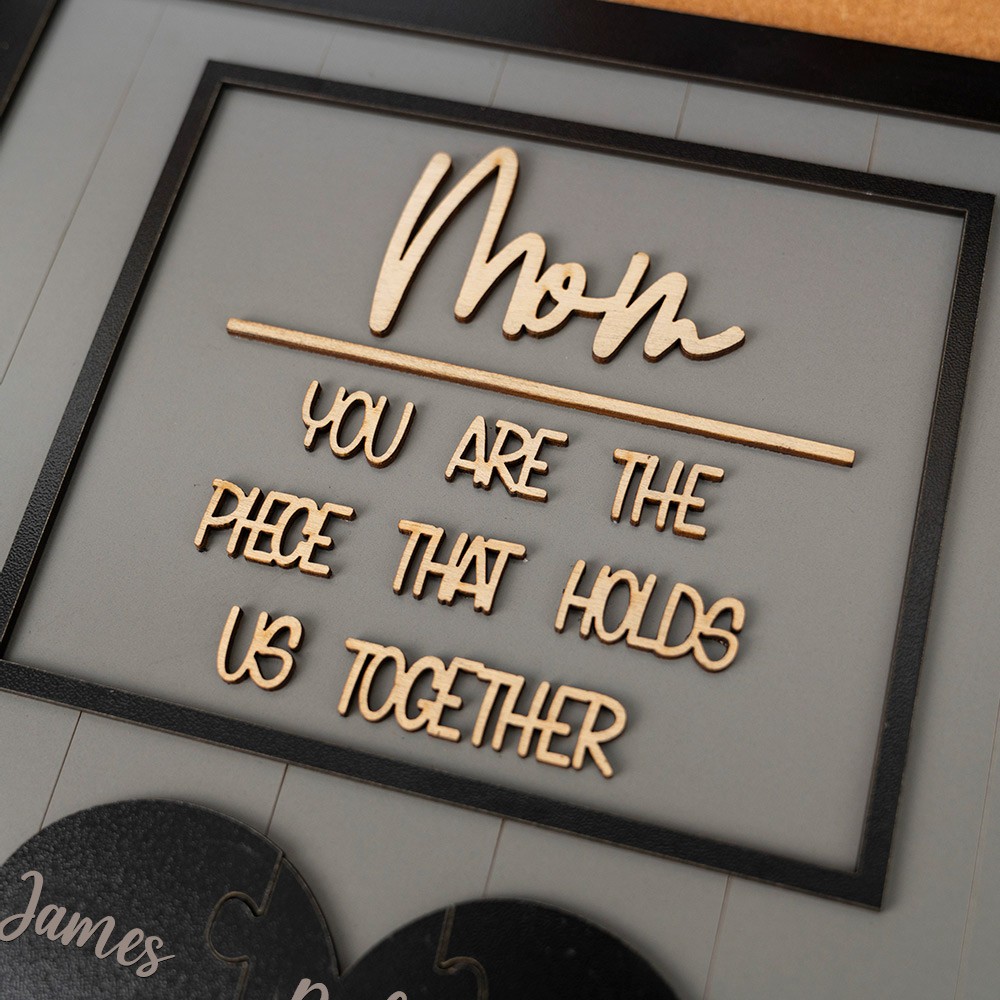 Mom
YOU ARE THE
PIECE THAT HOLDS
US TOGETHER
James